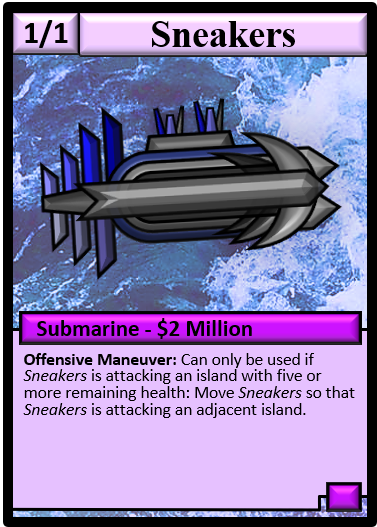 1/1
Sneakers
Submarine - $2 Million
Offensive Maneuver: Can only be used if
Sneakers is attacking an island with five or
more remaining health: Move Sneakers so that
Sneakers is attacking an adjacent island.